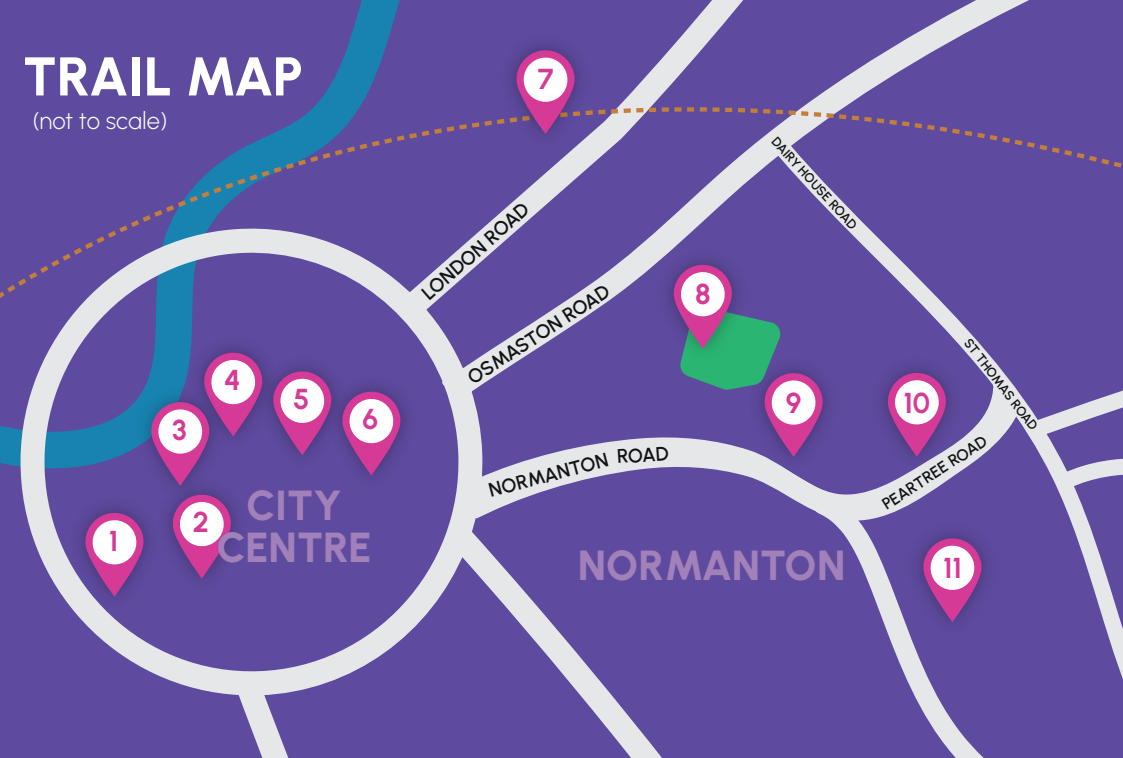 TRAIL MAP
(not to scale)
7
DAIRY HOUSE ROAD
LONDON ROAD
8
OSMASTON ROAD
4
5
6
3
9
10
ST THOMAS ROAD
NORMANTON ROAD
PEARTREE ROAD
1
2
CITY
CENTRE
NORMANTON
11